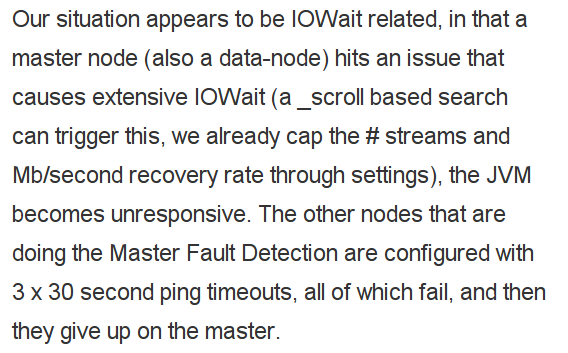 Our situation appears to be IOWait related, in that a
master node (also a data-node) hits an issue that
causes extensive IOWait (a _scroll based search
can trigger this, we already cap the # streams and
Mb/second recovery rate through settings), the JVM
becomes unresponsive. The other nodes that are
doing the Master Fault Detection are configured with
3 x 30 second ping timeouts, all of which fail, and then
they give up on the master.